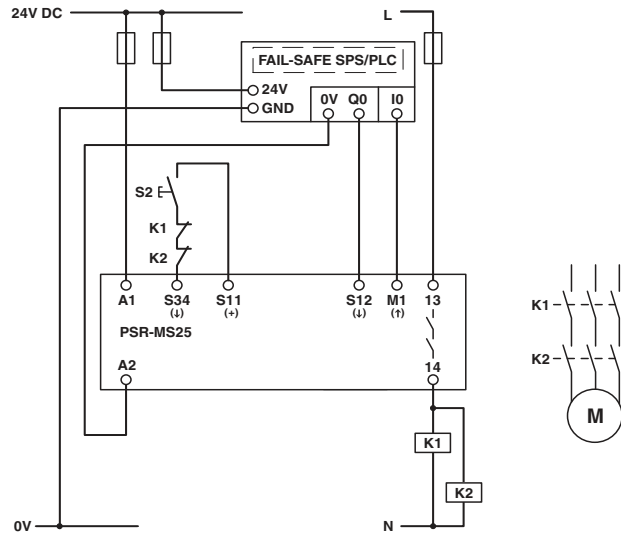 24V DC
L
FAIL-SAFE SPS/PLC
24V
GND
0V Q0 I0
S2
K1
K2
A1 S34 S11 S12 M1 13
(↓) (+) (↓) (↑)
PSR-MS25
A2 14
K1
K2
0V N
K1
K2
M